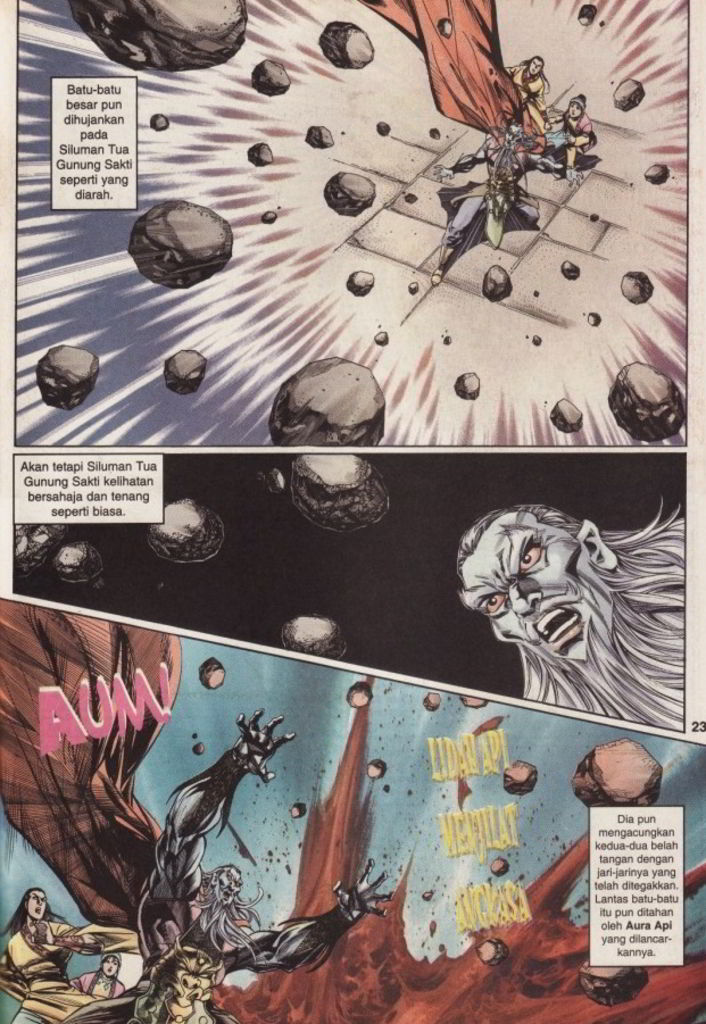 Batu-batu
besar pun
dihujankan
pada
Siluman Tua
Gunung Sakti
seperti yang
diarah.
Akan tetapi Siluman Tua
Gunung Sakti kelihatan
bersahaja dan tenang
seperti biasa.
23
AUM!
LIDAH API
MENJILAT
ANGKASA
Dia pun
mengacungkan
kedua-dua belah
tangan dengan
jari-jarinya yang
telah ditegakkan.
Lantas batu-batu
itu pun ditahan
oleh Aura Api
yang dilancar-
kannya.